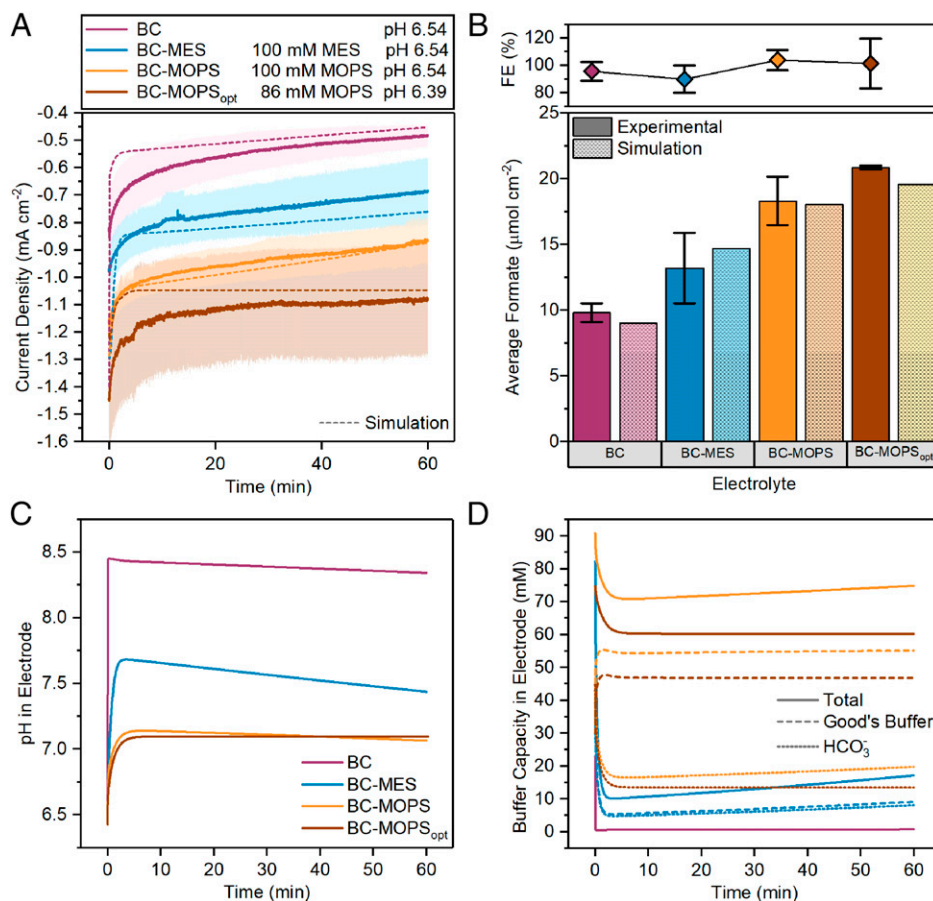 A
BC pH 6.54
BC-MES 100 mM MES pH 6.54
BC-MOPS 100 mM MOPS pH 6.54
BC-MOPSopt 86 mM MOPS pH 6.39
Current Density (mA cm-2)
-0.4
-0.5
-0.6
-0.7
-0.8
-0.9
-1.0
-1.1
-1.2
-1.3
-1.4
-1.5
-1.6
Simulation
0 20 40 60
Time (min)
B
FE (%)
120
100
80
60
Average Formate (μmol cm-2)
25
20
15
10
5
0
Experimental
Simulation
BC BC-MES BC-MOPS BC-MOPSopt
Electrolyte
C
pH in Electrode
8.5
8.0
7.5
7.0
6.5
BC
BC-MES
BC-MOPS
BC-MOPSopt
0 10 20 30 40 50 60
Time (min)
D
Buffer Capacity in Electrode (mM)
90
80
70
60
50
40
30
20
10
0
Total
Good's Buffer
HCO3-
0 10 20 30 40 50 60
Time (min)